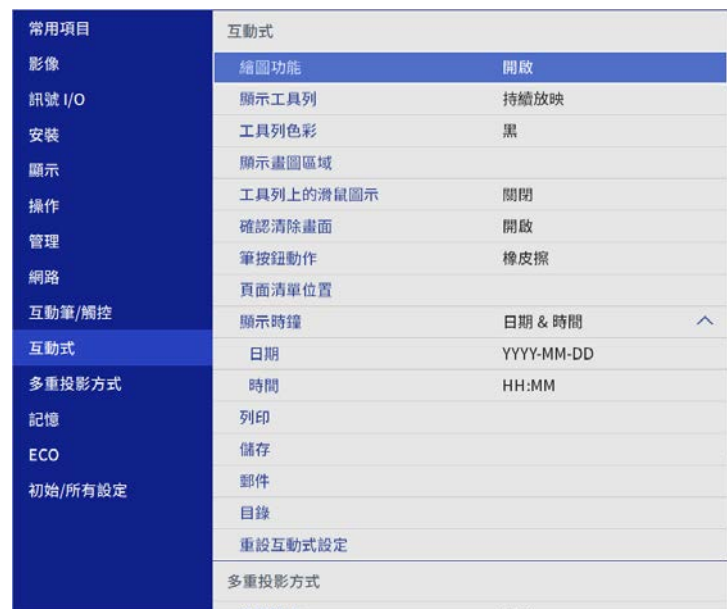 常用項目
影像
訊號 I/O
安裝
顯示
操作
管理
網路
互動筆/觸控
互動式
多重投影方式
記憶
ECO
初始/所有設定
互動式
繪圖功能 開啟
顯示工具列 持續放映
工具列色彩 黑
顯示畫圖區域
工具列上的滑鼠圖示 關閉
確認清除畫面 開啟
筆按鈕動作 橡皮擦
頁面清單位置
顯示時鐘 日期 & 時間
日期 YYYY-MM-DD
時間 HH:MM
列印
儲存
郵件
目錄
重設互動式設定
多重投影方式